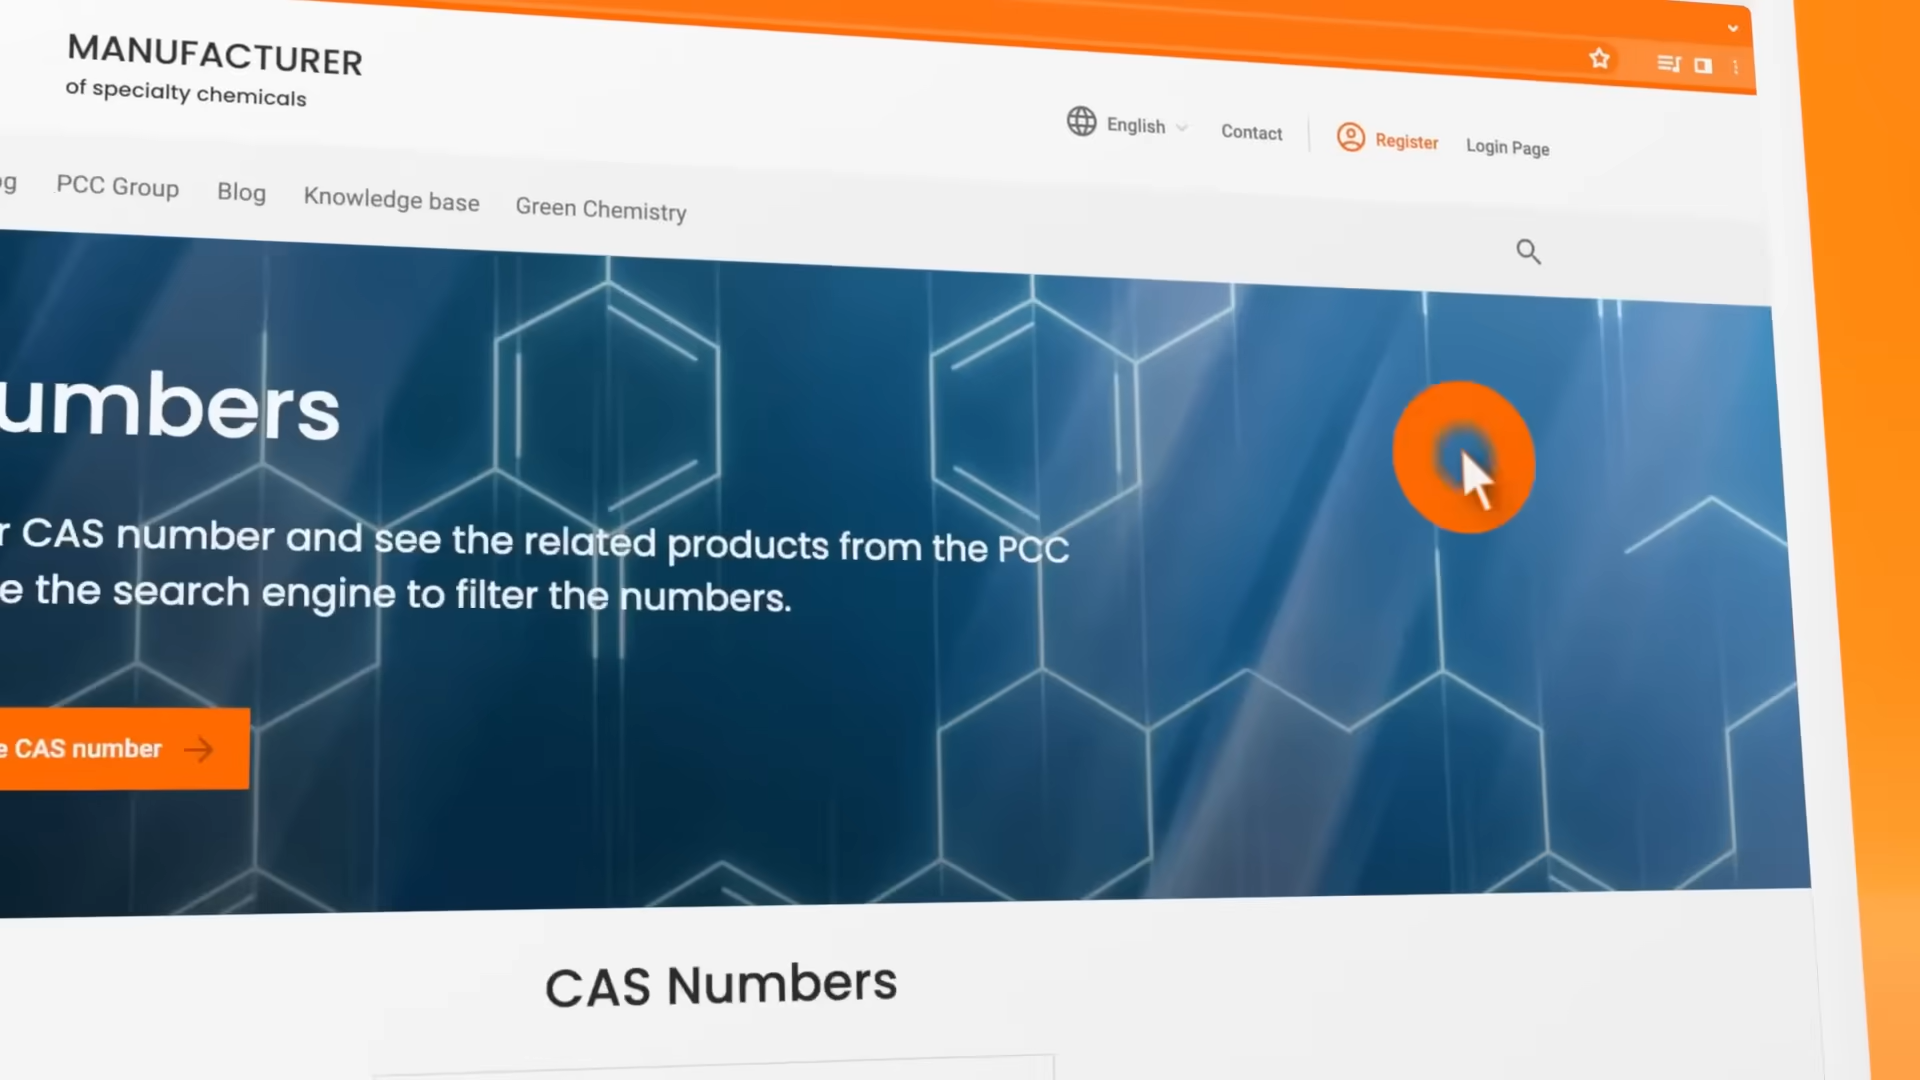 MANUFACTURER
of specialty chemicals
English
Contact
Register
Login Page
PCC Group
Blog
Knowledge base
Green Chemistry
umbers
CAS number and see the related products from the PCC
the search engine to filter the numbers.
CAS number
CAS Numbers